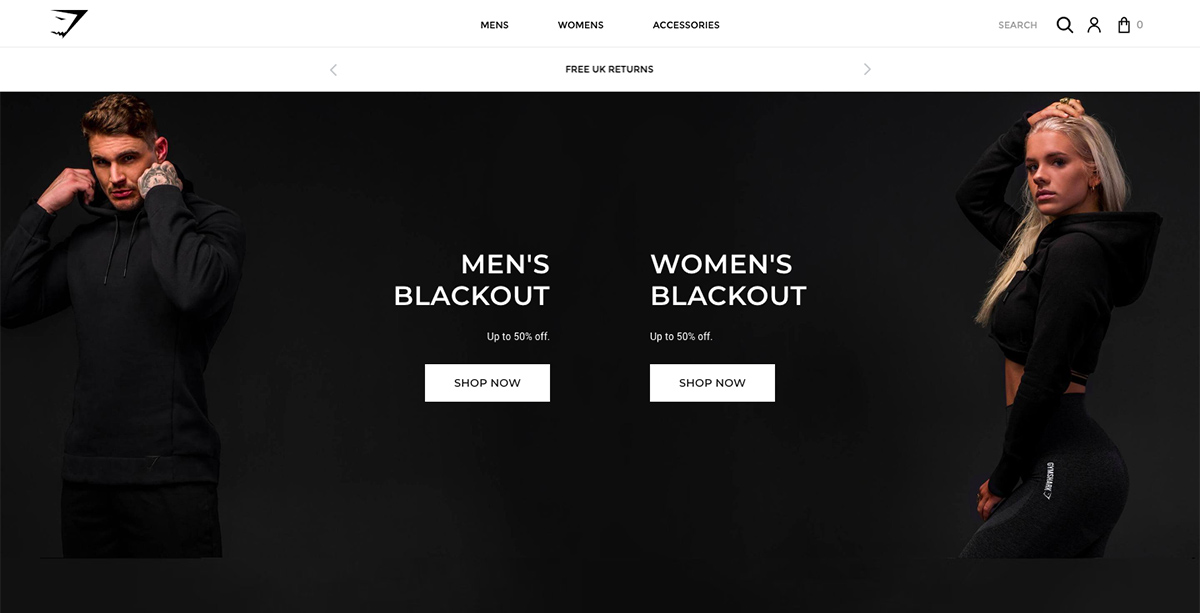 MENS
WOMENS
ACCESSORIES
SEARCH
0
FREE UK RETURNS
MEN'S
BLACKOUT
Up to 50% off.
SHOP NOW
WOMEN'S
BLACKOUT
Up to 50% off.
SHOP NOW
GYMSHARK